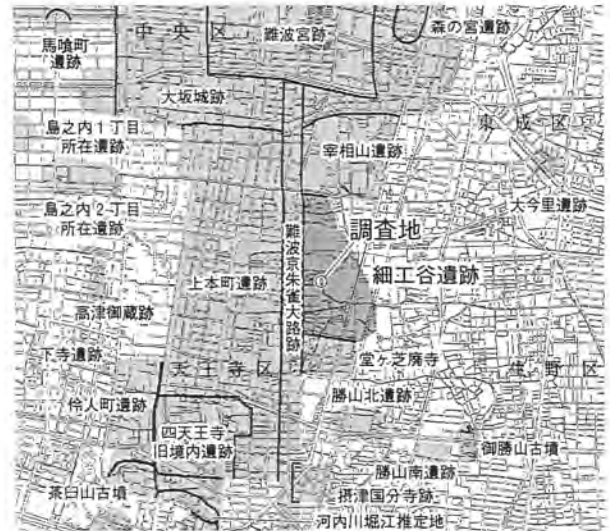 馬喰町
遺跡
中央区
難波宮跡
森の宮遺跡
大坂城跡
島之内1丁目
所在遺跡
東成区
宰相山遺跡
島之内2丁目
所在遺跡
大今里遺跡
難波京朱雀大路跡
調査地
上本町遺跡
細工谷遺跡
高津御蔵跡
下寺遺跡
天王寺区
堂ヶ芝廃寺
生野区
伶人町遺跡
勝山北遺跡
四天王寺
旧境内遺跡
御勝山古墳
勝山南遺跡
茶臼山古墳
摂津国分寺跡
河内川堀江推定地